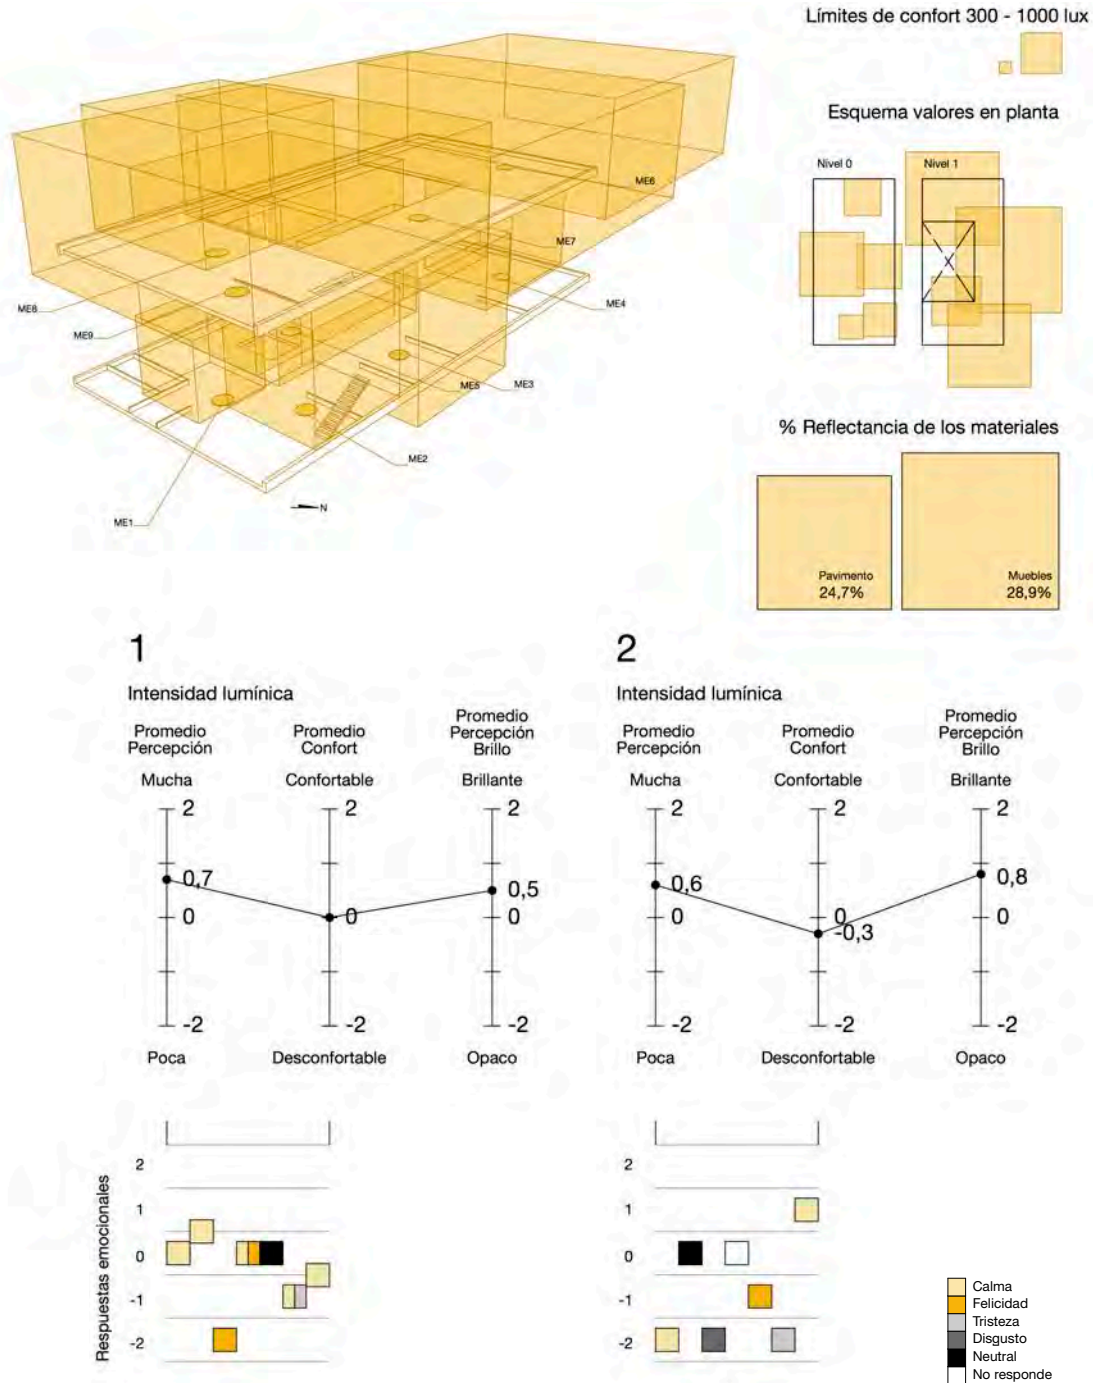 Límites de confort 300 - 1000 lux
Esquema valores en planta
Nivel 0
Nivel 1
ME6
ME7
ME4
ME8
ME9
ME5
ME3
ME2
ME1
N
% Reflectancia de los materiales
Pavimento
24,7%
Muebles
28,9%
1
Intensidad lumínica
Promedio
Percepción
Promedio
Confort
Promedio
Percepción
Brillo
Mucha
Confortable
Brillante
2
2
2
0,7
0
0,5
0
0
-2
-2
-2
Poca
Desconfortable
Opaco
2
Intensidad lumínica
Promedio
Percepción
Promedio
Confort
Promedio
Percepción
Brillo
Mucha
Confortable
Brillante
2
2
2
0,6
0,8
0
0
0
-0,3
-2
-2
-2
Poca
Desconfortable
Opaco
Respuestas emocionales
2
1
0
-1
-2
2
1
0
-1
-2
Calma
Felicidad
Tristeza
Disgusto
Neutral
No responde